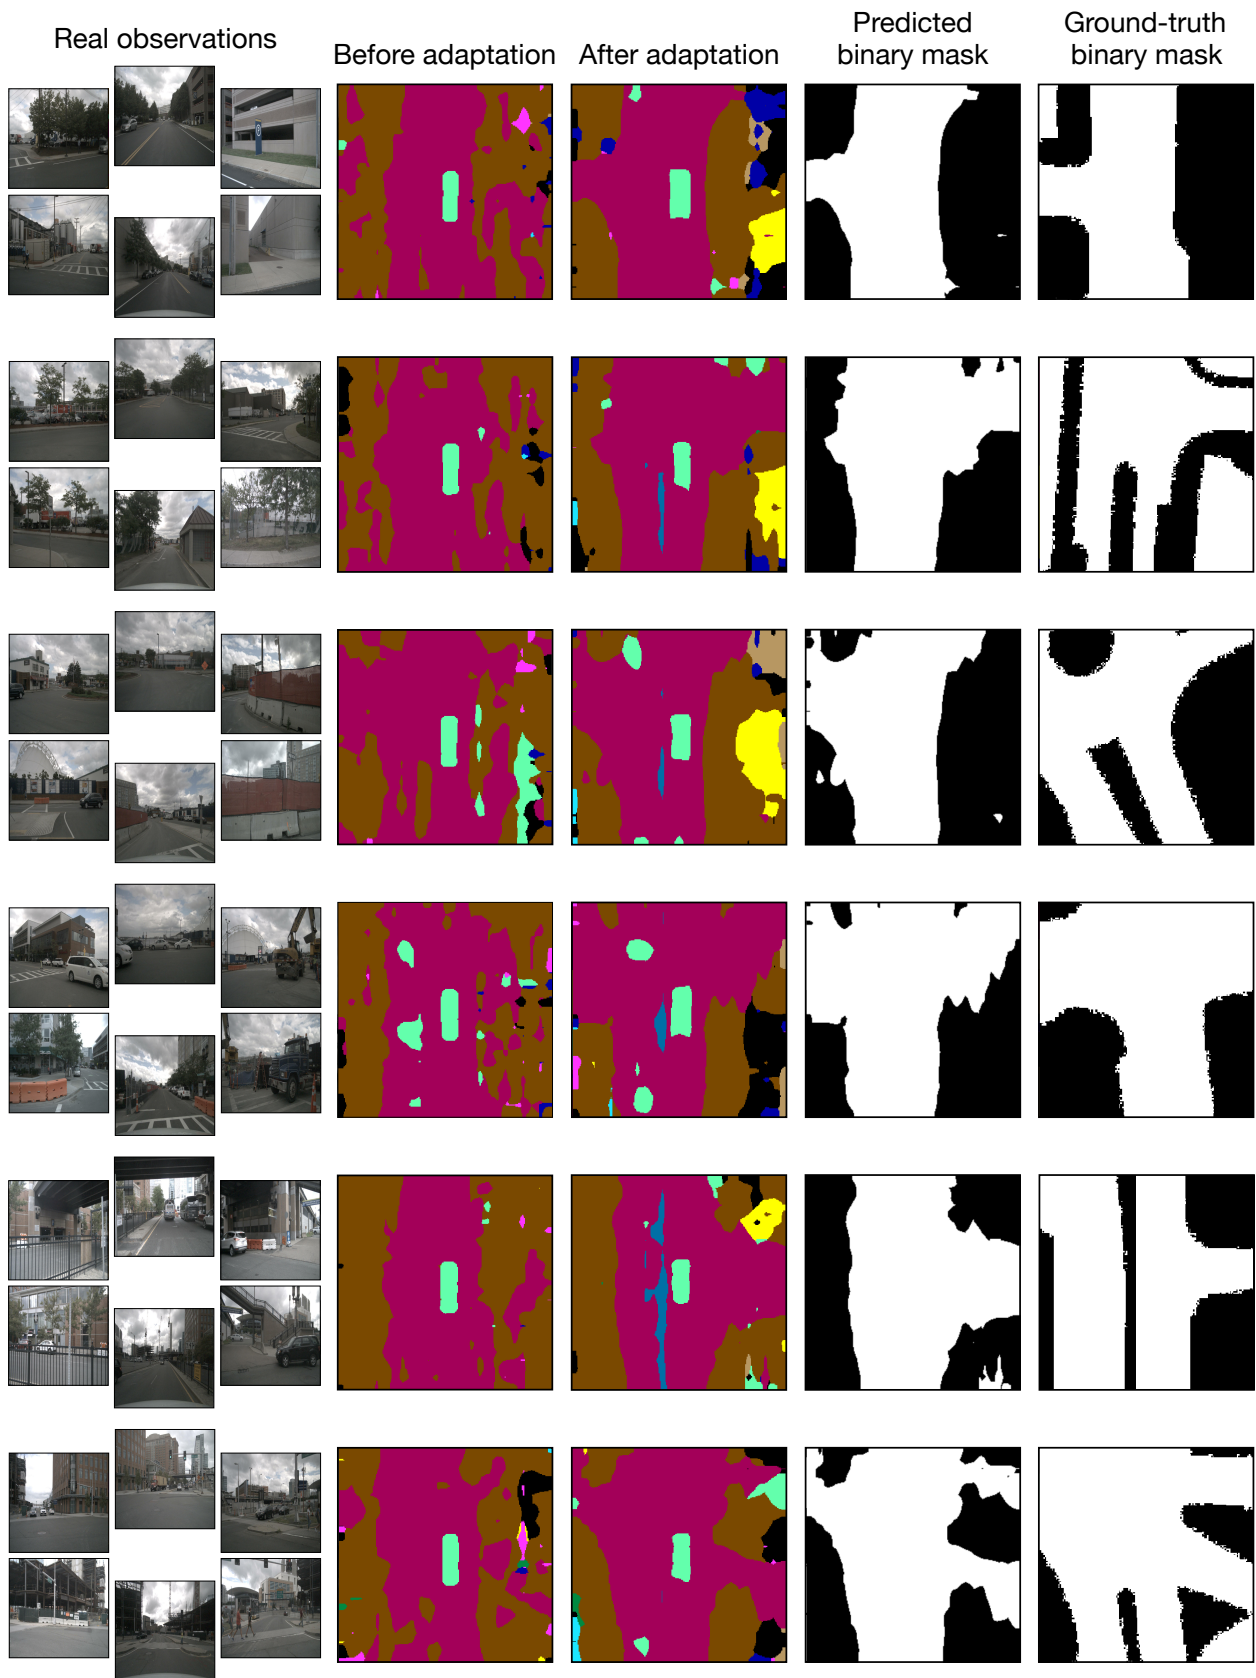 Real observations
Before adaptation
After adaptation
Predicted
binary mask
Ground-truth
binary mask